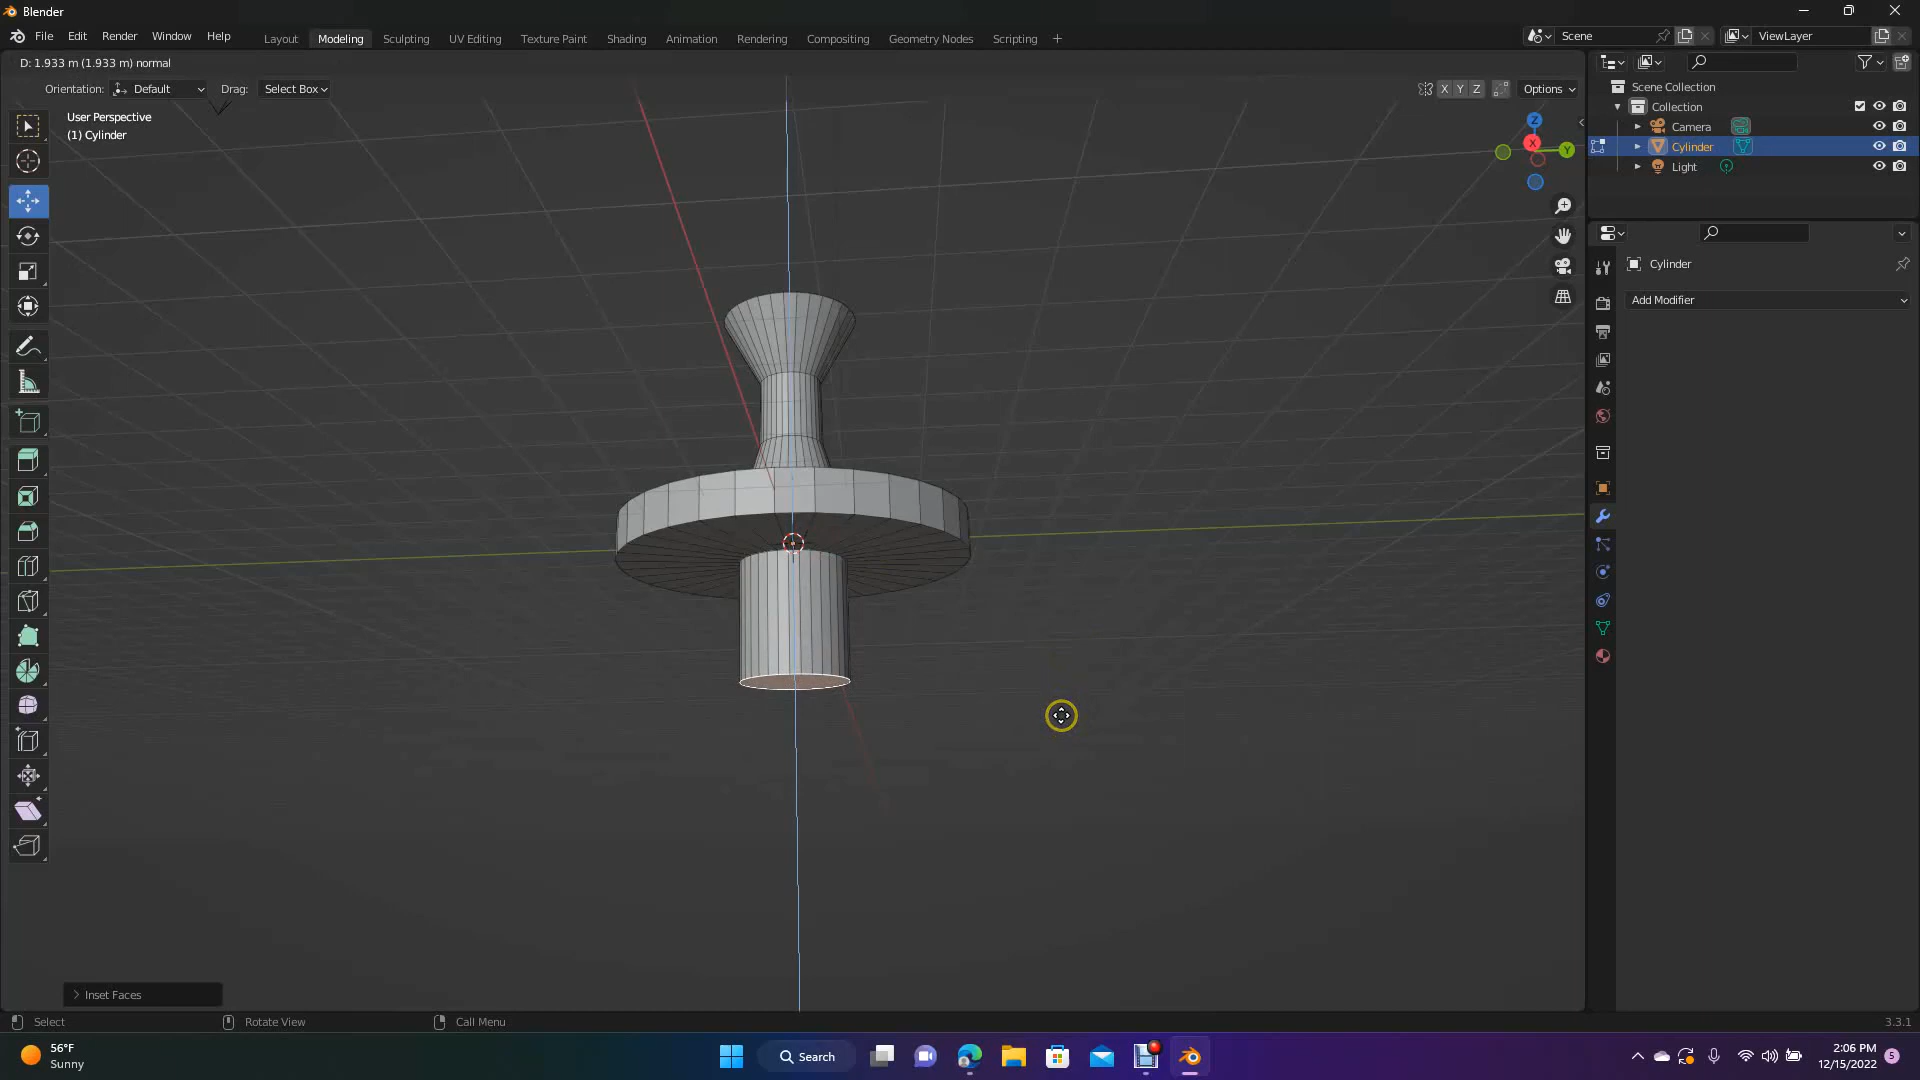 Blender
File Edit Render Window Help
Layout Modeling Sculpting UV Editing Texture Paint Shading Animation Rendering Compositing Geometry Nodes Scripting +
Scene
ViewLayer
D: 1.933 m (1.933 m) normal
Orientation: Default Drag: Select Box
X Y Z Options
User Perspective
(1) Cylinder
Z
X
Y
Scene Collection
Collection
Camera
Cylinder
Light
Cylinder
Add Modifier
Inset Faces
Select Rotate View Call Menu 3.3.1
56°F
Sunny
Search
2:06 PM
12/15/2022
5